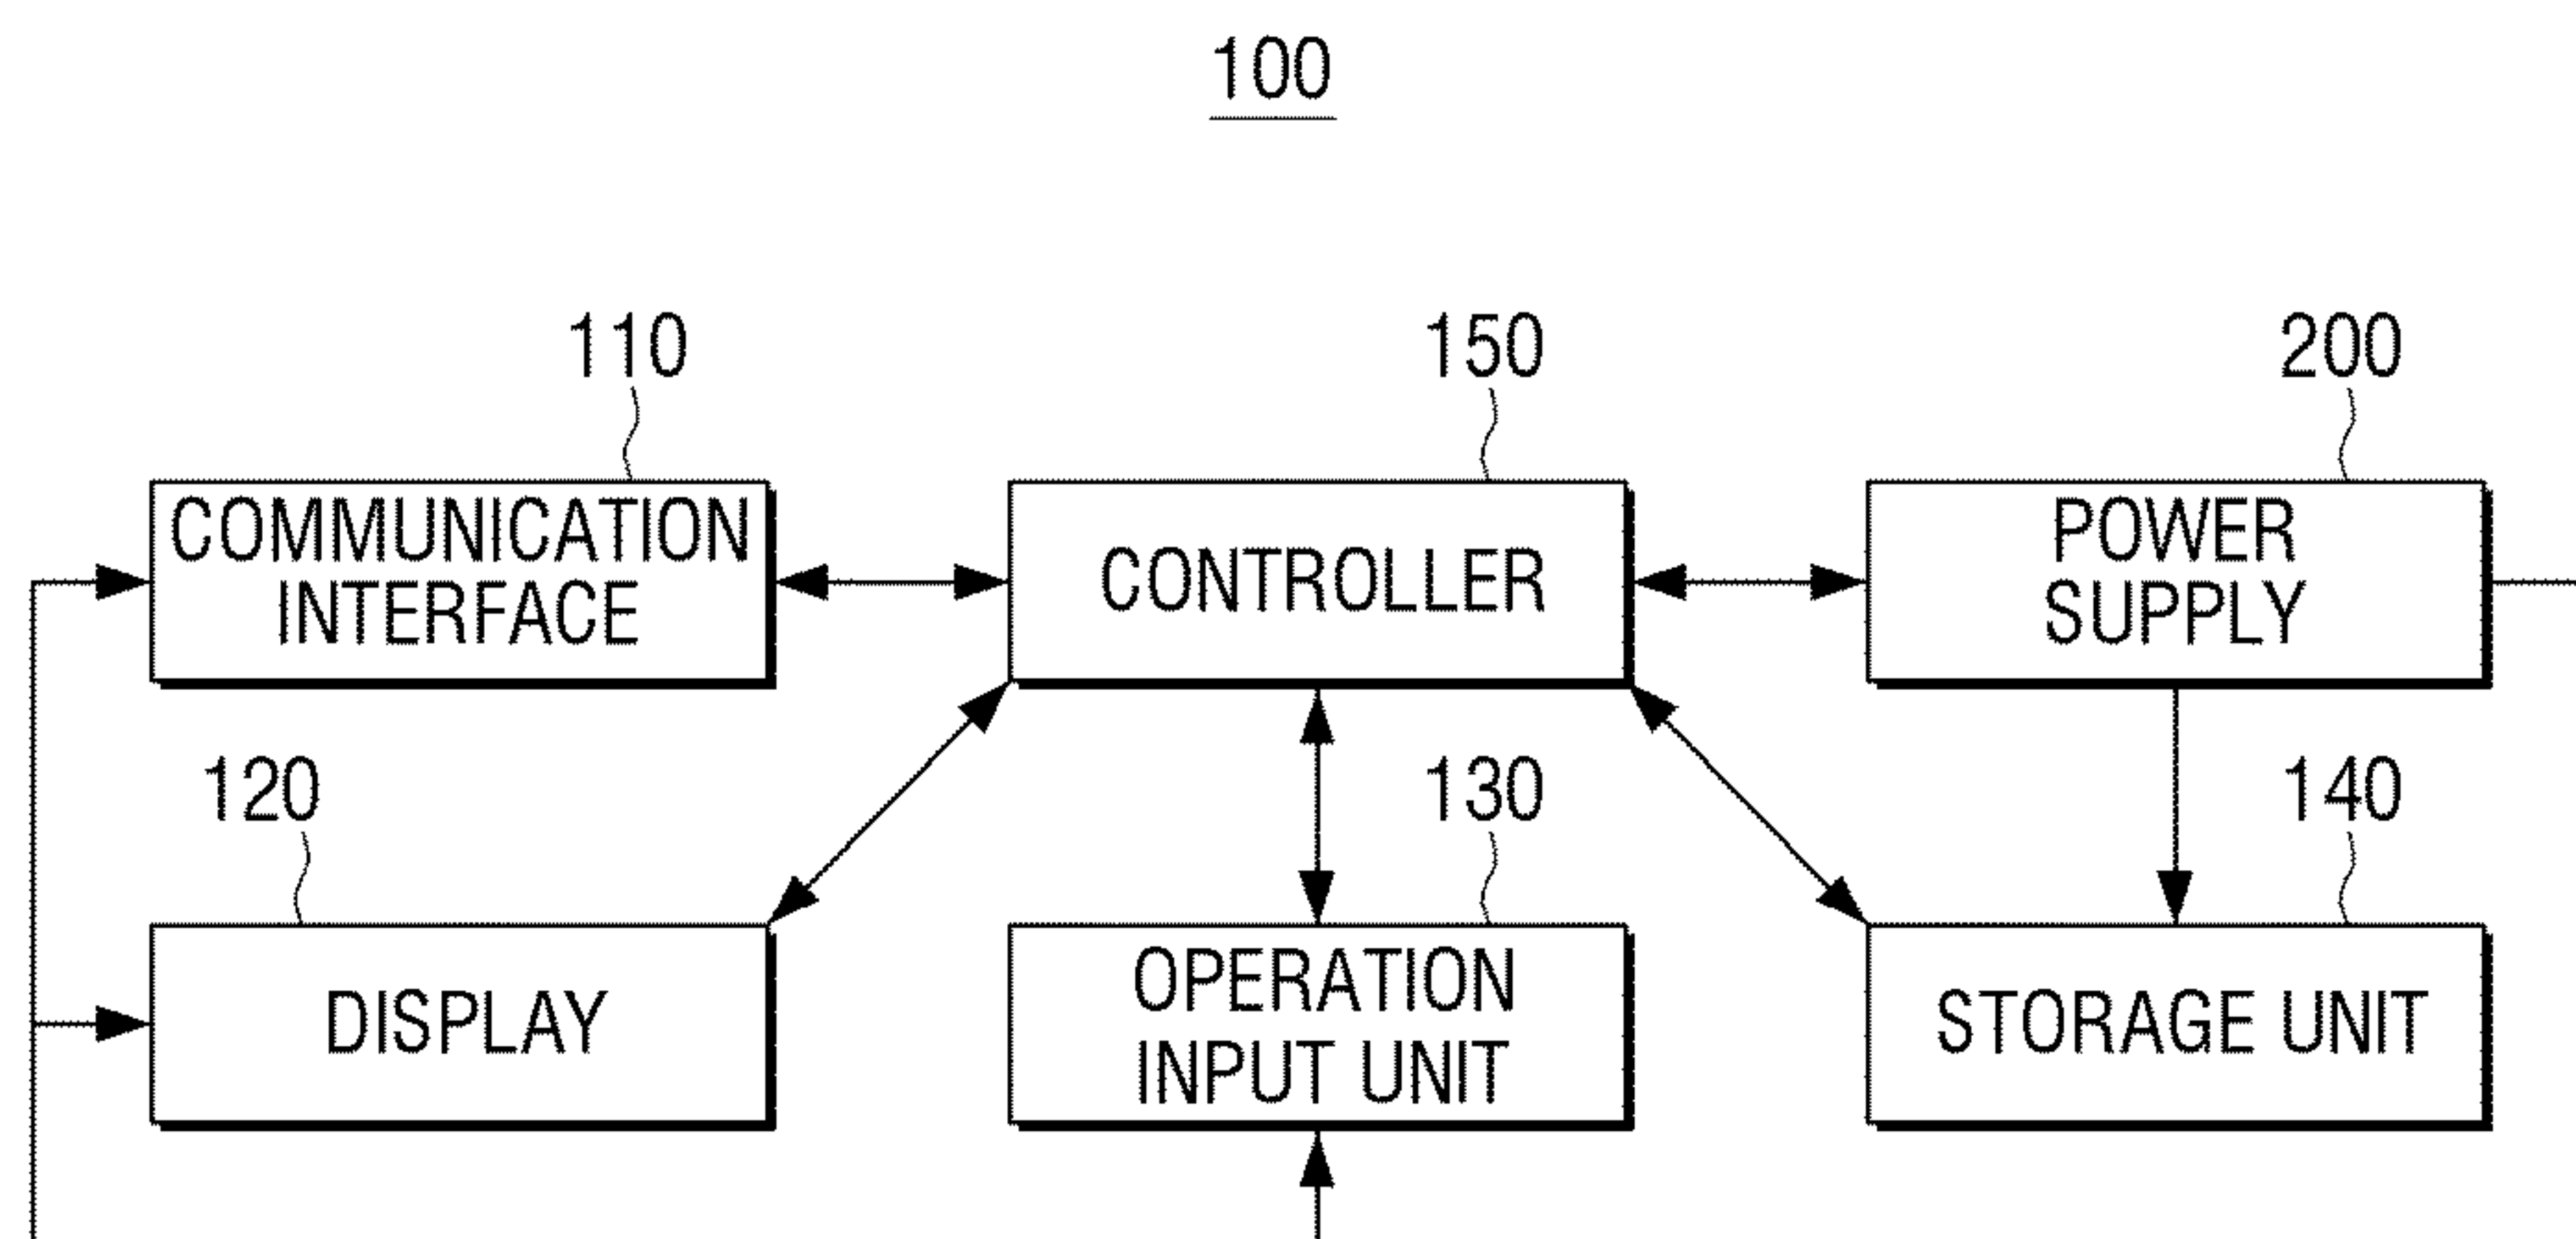 100
110
150
200
COMMUNICATION
INTERFACE
CONTROLLER
POWER
SUPPLY
120
130
140
DISPLAY
OPERATION
INPUT UNIT
STORAGE UNIT